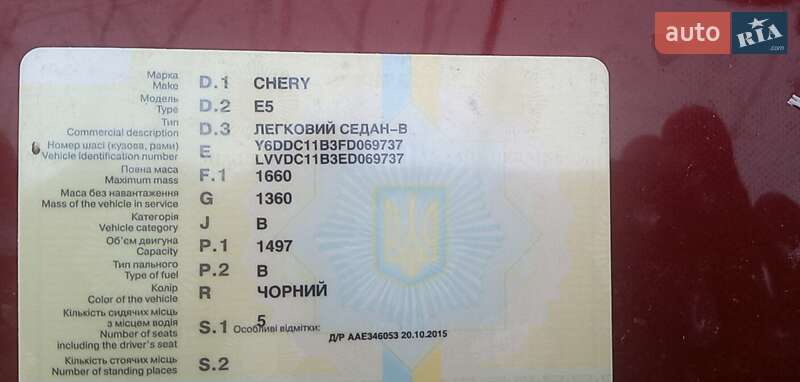 auto RIA.com
Марка
Make D.1 CHERY
Модель
Type D.2 E5
Тип
Commercial description D.3 ЛЕГКОВИЙ СЕДАН-В
Номер шасі (кузова, рами)
Vehicle identification number E Y6DDC11B3FD069737
LVVDC11B3ED069737
Повна маса
Maximum mass F.1 1660
Маса без навантаження
Mass of the vehicle in service G 1360
Категорія
Vehicle category J B
Об'єм двигуна
Capacity P.1 1497
Тип пального
Type of fuel P.2 B
Колір
Color of the vehicle R ЧОРНИЙ
Кількість сидячих місць
з місцем водія
Number of seats
including the driver's seat S.1 5
Особливі відмітки:
Д/Р ААЕ346053 20.10.2015
Кількість стоячих місць
Number of standing places S.2